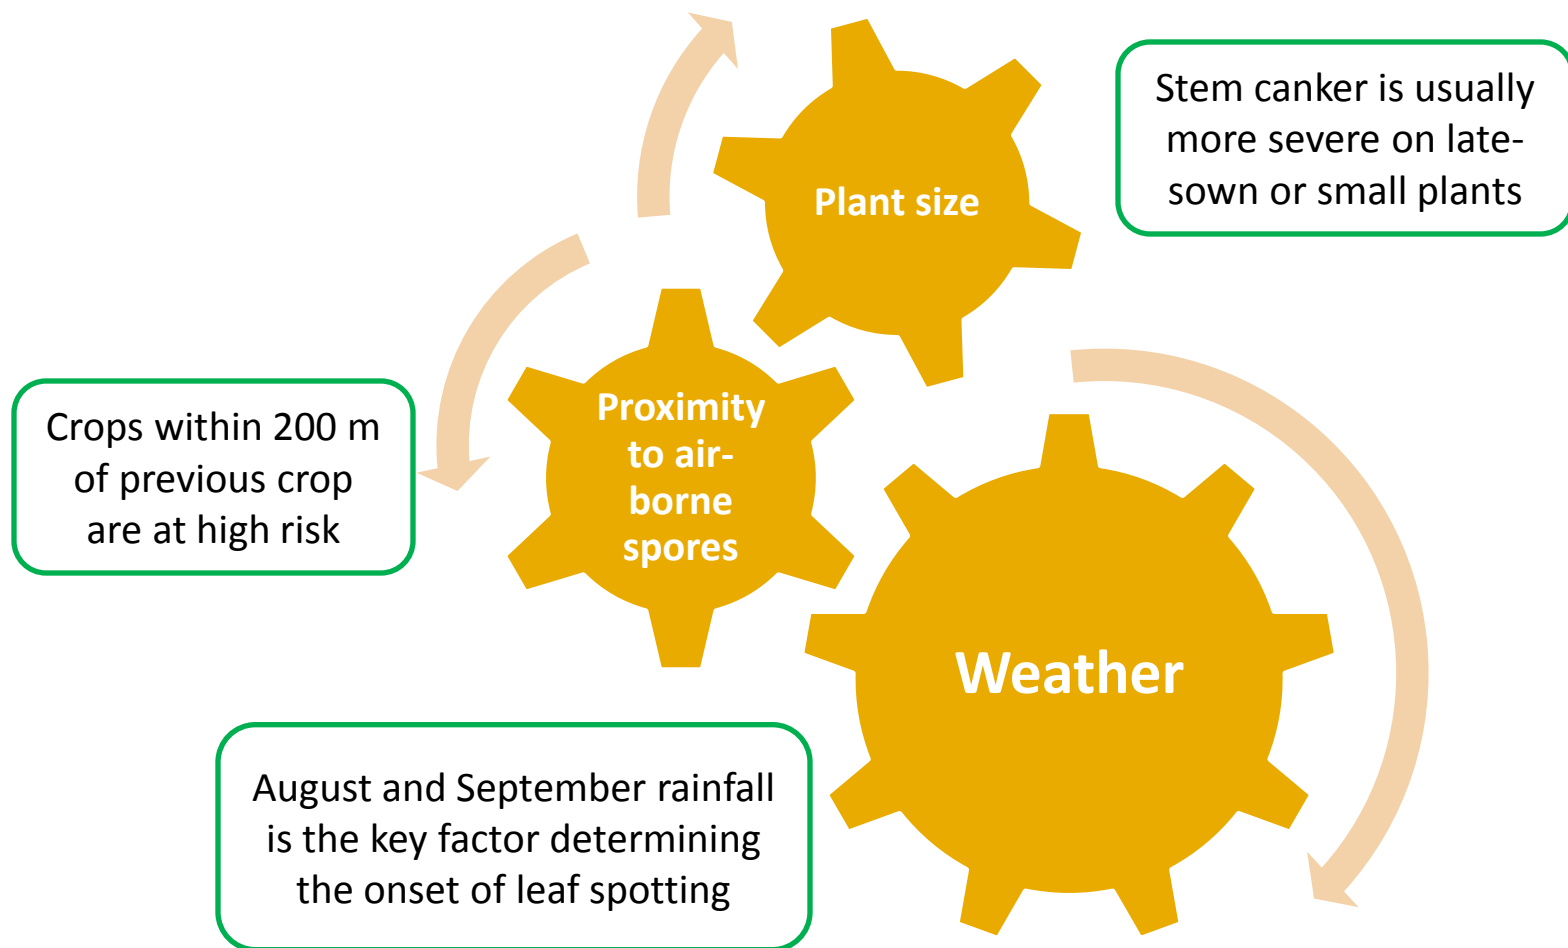 Plant size
Stem canker is usually
more severe on late-
sown or small plants
Crops within 200 m
of previous crop
are at high risk
Proximity
to air-
borne
spores
Weather
August and September rainfall
is the key factor determining
the onset of leaf spotting